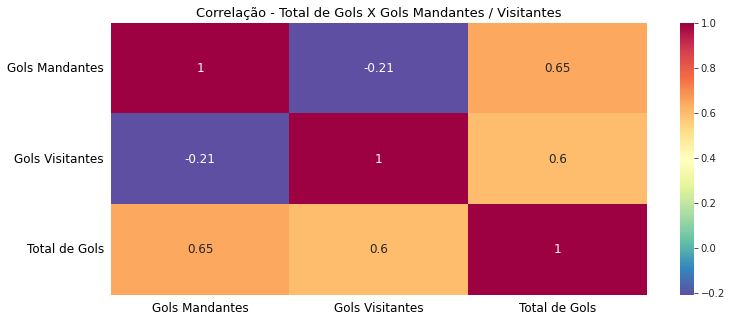 Correlação - Total de Gols X Gols Mandantes / Visitantes
Gols Mandantes
1
-0.21
0.65
Gols Visitantes
-0.21
1
0.6
Total de Gols
0.65
0.6
1
Gols Mandantes
Gols Visitantes
Total de Gols
1.0
0.8
0.6
0.4
0.2
0.0
−0.2